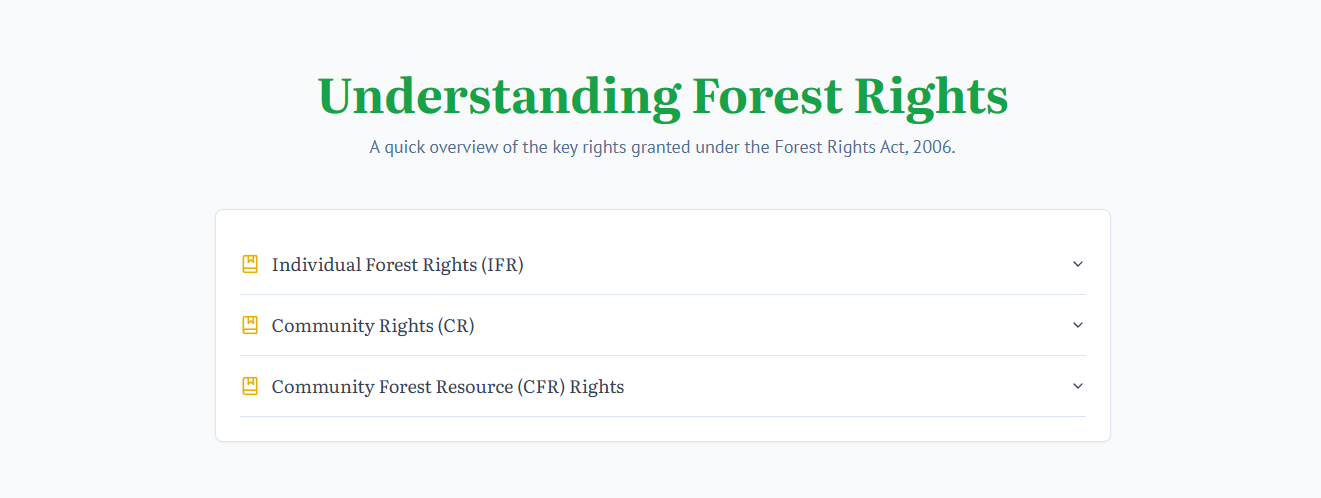 Understanding Forest Rights
A quick overview of the key rights granted under the Forest Rights Act, 2006.
Individual Forest Rights (IFR)
Community Rights (CR)
Community Forest Resource (CFR) Rights